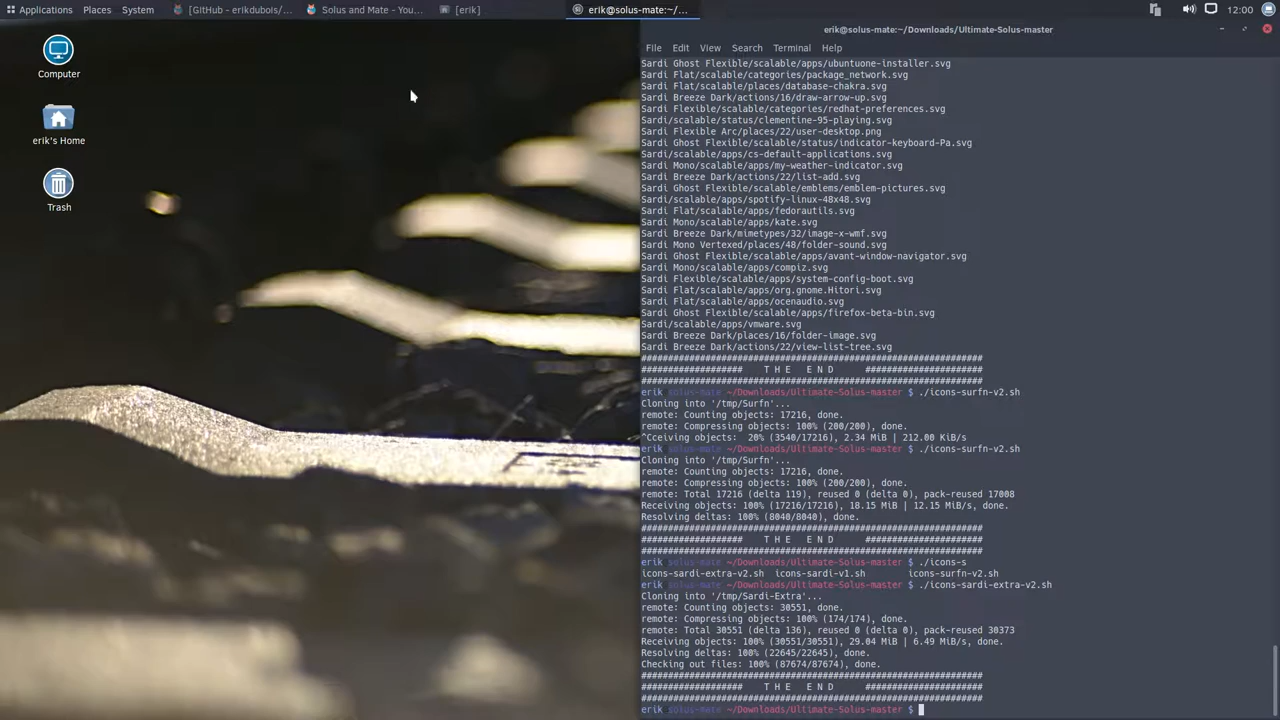 Applications Places System [GitHub - erikdubois/... Solus and Mate - You... [erik] erik@solus-mate:~/... 12:00
erik@solus-mate:~/Downloads/Ultimate-Solus-master
File Edit View Search Terminal Help
Computer
erik's Home
Trash
Sardi Ghost Flexible/scalable/apps/ubuntuone-installer.svg
Sardi Flat/scalable/categories/package_network.svg
Sardi Flat/scalable/places/database-chakra.svg
Sardi Breeze Dark/actions/16/draw-arrow-up.svg
Sardi Flexible/scalable/categories/redhat-preferences.svg
Sardi/scalable/status/clementine-95-playing.svg
Sardi Flexible Arc/places/22/user-desktop.png
Sardi Ghost Flexible/scalable/status/indicator-keyboard-Pa.svg
Sardi/scalable/apps/cs-default-applications.svg
Sardi Mono/scalable/apps/my-weather-indicator.svg
Sardi Breeze Dark/actions/22/list-add.svg
Sardi Ghost Flexible/scalable/emblems/emblem-pictures.svg
Sardi/scalable/apps/spotify-linux-48x48.svg
Sardi Flat/scalable/apps/fedorautils.svg
Sardi Mono/scalable/apps/kate.svg
Sardi Breeze Dark/mimetypes/32/image-x-wmf.svg
Sardi Mono Vertexed/places/48/folder-sound.svg
Sardi Ghost Flexible/scalable/apps/avant-window-navigator.svg
Sardi Mono/scalable/apps/compiz.svg
Sardi Flexible/scalable/apps/system-config-boot.svg
Sardi Flat/scalable/apps/org.gnome.Hitori.svg
Sardi Flat/scalable/apps/ocenaudio.svg
Sardi Ghost Flexible/scalable/apps/firefox-beta-bin.svg
Sardi/scalable/apps/vmware.svg
Sardi Breeze Dark/places/16/folder-image.svg
Sardi Breeze Dark/actions/22/view-list-tree.svg
################################################################
################### T H E E N D ######################
################################################################
erik solus-mate ~/Downloads/Ultimate-Solus-master $ ./icons-surfn-v2.sh
Cloning into '/tmp/Surfn'...
remote: Counting objects: 17216, done.
remote: Compressing objects: 100% (200/200), done.
^Cceiving objects: 20% (3540/17216), 2.34 MiB | 212.00 KiB/s
erik solus-mate ~/Downloads/Ultimate-Solus-master $ ./icons-surfn-v2.sh
Cloning into '/tmp/Surfn'...
remote: Counting objects: 17216, done.
remote: Compressing objects: 100% (200/200), done.
remote: Total 17216 (delta 119), reused 0 (delta 0), pack-reused 17008
Receiving objects: 100% (17216/17216), 18.15 MiB | 12.15 MiB/s, done.
Resolving deltas: 100% (8040/8040), done.
################################################################
################### T H E E N D ######################
################################################################
erik solus-mate ~/Downloads/Ultimate-Solus-master $ ./icons-s
icons-sardi-extra-v2.sh icons-sardi-v1.sh icons-surfn-v2.sh
erik solus-mate ~/Downloads/Ultimate-Solus-master $ ./icons-sardi-extra-v2.sh
Cloning into '/tmp/Sardi-Extra'...
remote: Counting objects: 30551, done.
remote: Compressing objects: 100% (174/174), done.
remote: Total 30551 (delta 136), reused 0 (delta 0), pack-reused 30373
Receiving objects: 100% (30551/30551), 29.04 MiB | 6.49 MiB/s, done.
Resolving deltas: 100% (22645/22645), done.
Checking out files: 100% (87674/87674), done.
################################################################
################### T H E E N D ######################
################################################################
erik solus-mate ~/Downloads/Ultimate-Solus-master $